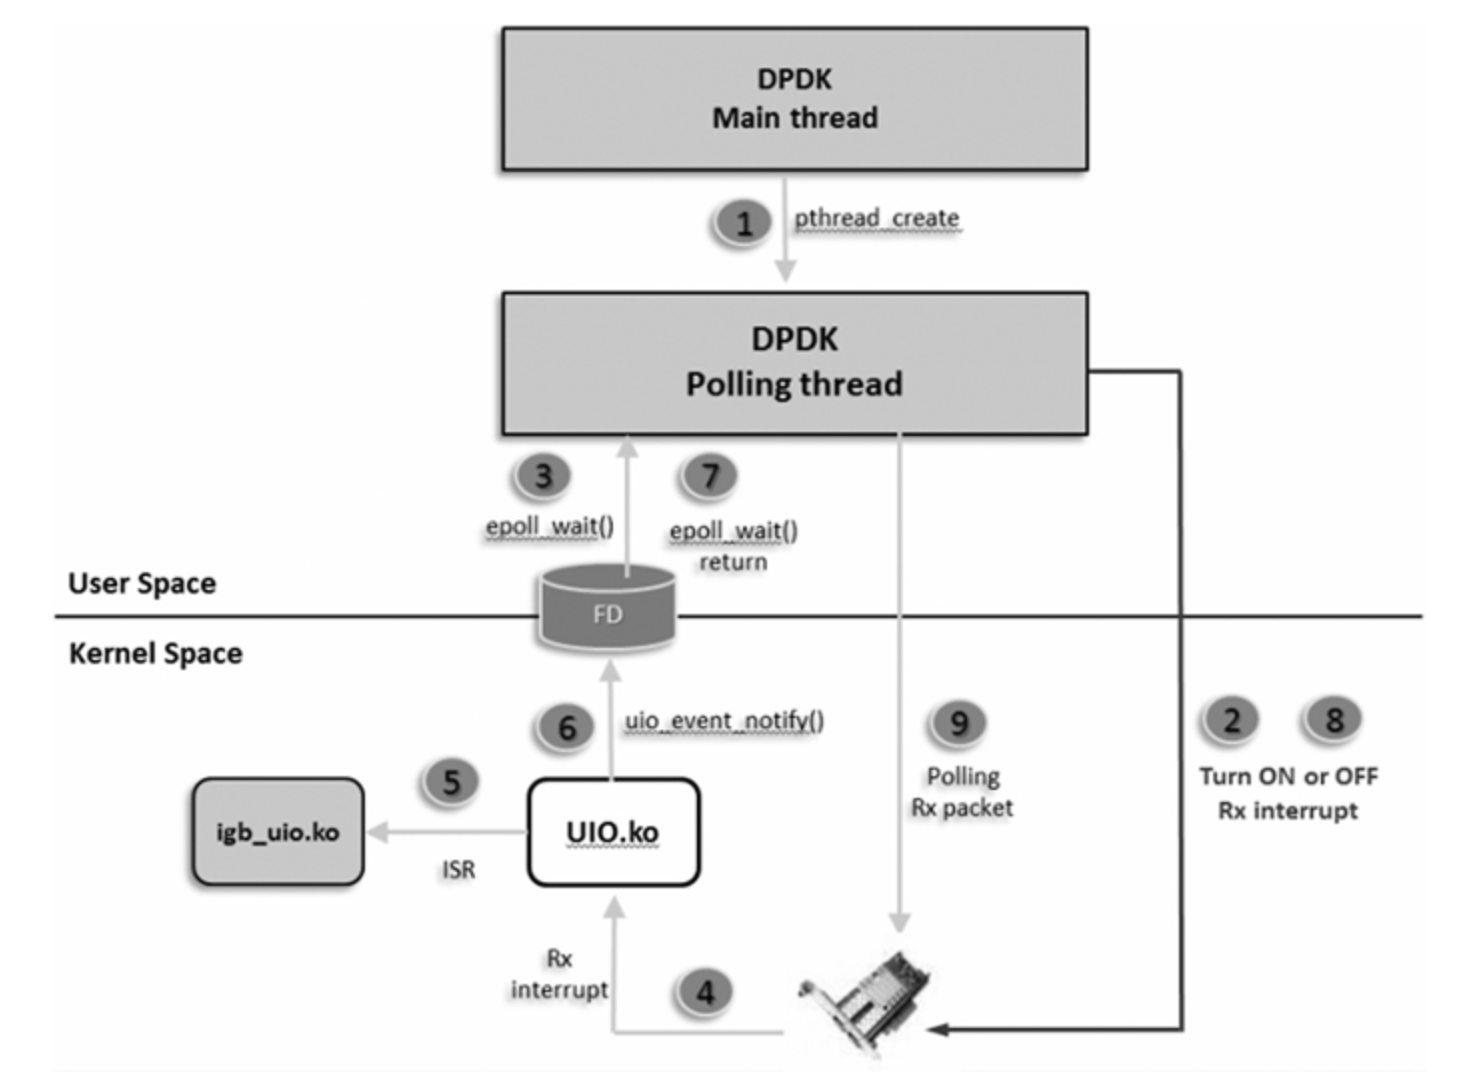 DPDK
Main thread
1
pthread_create
DPDK
Polling thread
3
7
epoll_wait()
epoll_wait()
return
User Space
FD
Kernel Space
6
uio_event_notify()
9
2
8
Polling
Rx packet
Turn ON or OFF
Rx interrupt
5
igb_uio.ko
UIO.ko
ISR
Rx
interrupt
4